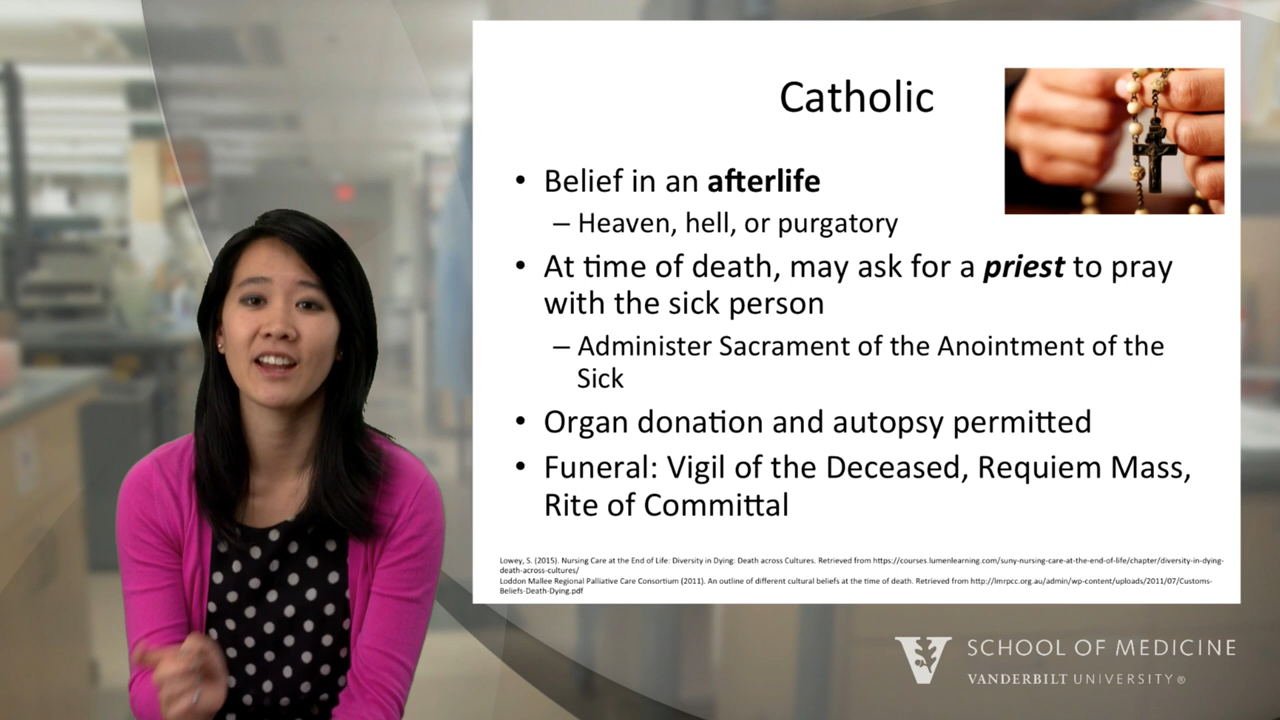 Catholic
• Belief in an afterlife
– Heaven, hell, or purgatory
• At time of death, may ask for a priest to pray
with the sick person
– Administer Sacrament of the Anointment of the
Sick
• Organ donation and autopsy permitted
• Funeral: Vigil of the Deceased, Requiem Mass,
Rite of Committal
Lowey, S. (2015). Nursing Care at the End of Life: Diversity in Dying: Death across Cultures. Retrieved from https://courses.lumenlearning.com/suny-nursing-care-at-the-end-of-life/chapter/diversity-in-dying-
death-across-cultures/
Loddon Mallee Regional Palliative Care Consortium (2011). An outline of different cultural beliefs at the time of death. Retrieved from http://lmrpcc.org.au/admin/wp-content/uploads/2011/07/Customs-
Beliefs-Death-Dying.pdf
V SCHOOL OF MEDICINE
VANDERBILT UNIVERSITY®